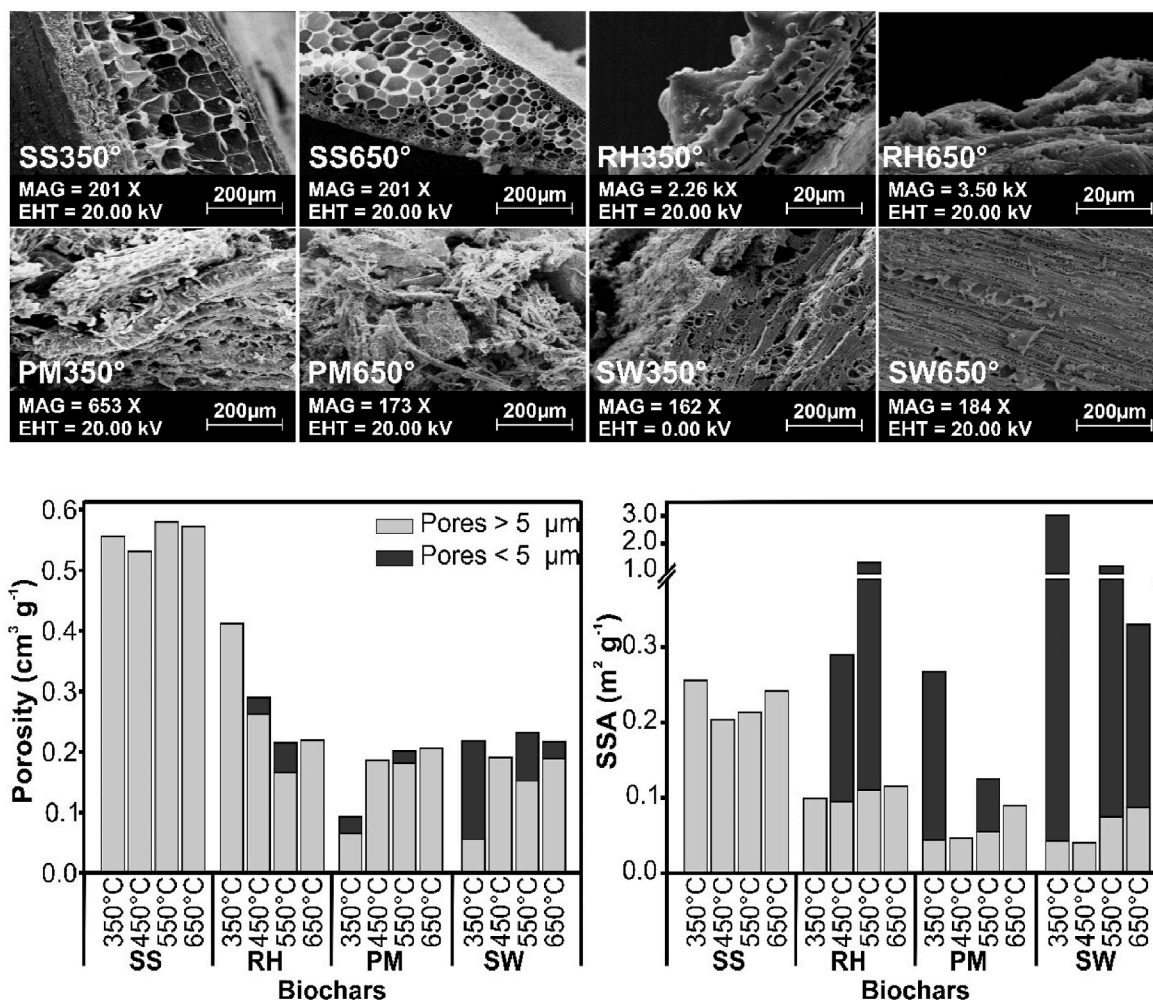 SS350°
MAG = 201 X
EHT = 20.00 kV
200µm
SS650°
MAG = 201 X
EHT = 20.00 kV
200µm
RH350°
MAG = 2.26 kX
EHT = 20.00 kV
20µm
RH650°
MAG = 3.50 kX
EHT = 20.00 kV
20µm
PM350°
MAG = 653 X
EHT = 20.00 kV
200µm
PM650°
MAG = 173 X
EHT = 20.00 kV
200µm
SW350°
MAG = 162 X
EHT = 0.00 kV
200µm
SW650°
MAG = 184 X
EHT = 20.00 kV
200µm
Porosity (cm³ g⁻¹)
0.6
0.5
0.4
0.3
0.2
0.1
0.0
Pores > 5 µm
Pores < 5 µm
350°C 450°C 550°C 650°C 350°C 450°C 550°C 650°C 350°C 450°C 550°C 650°C 350°C 450°C 550°C 650°C
SS RH PM SW
Biochars
SSA (m² g⁻¹)
3.0
2.0
1.0
0.3
0.2
0.1
0.0
350°C 450°C 550°C 650°C 350°C 450°C 550°C 650°C 350°C 450°C 550°C 650°C 350°C 450°C 550°C 650°C
SS RH PM SW
Biochars